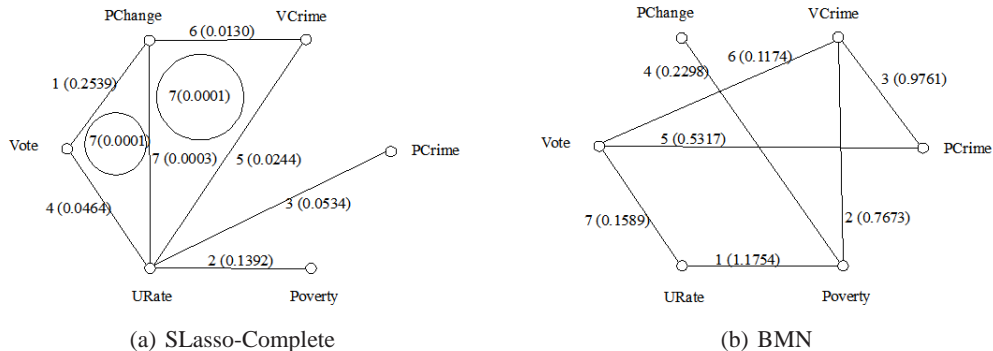 PChange
VCrime
6 (0.0130)
1 (0.2539)
7(0.0001)
Vote
7(0.0001)
7 (0.0003)
5 (0.0244)
PCrime
4 (0.0464)
3 (0.0534)
2 (0.1392)
URate
Poverty
(a) SLasso-Complete
PChange
VCrime
6 (0.1174)
4 (0.2298)
3 (0.9761)
Vote
5 (0.5317)
PCrime
7 (0.1589)
2 (0.7673)
1 (1.1754)
URate
Poverty
(b) BMN